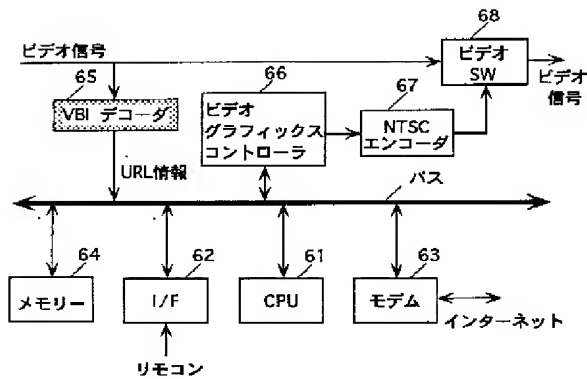 68
ビデオ信号
ビデオ
SW
ビデオ
信号
65
VBI デコーダ
66
ビデオ
グラフィックス
コントローラ
67
NTSC
エンコーダ
URL情報
バス
64
メモリー
62
I/F
61
CPU
63
モデム
インターネット
リモコン